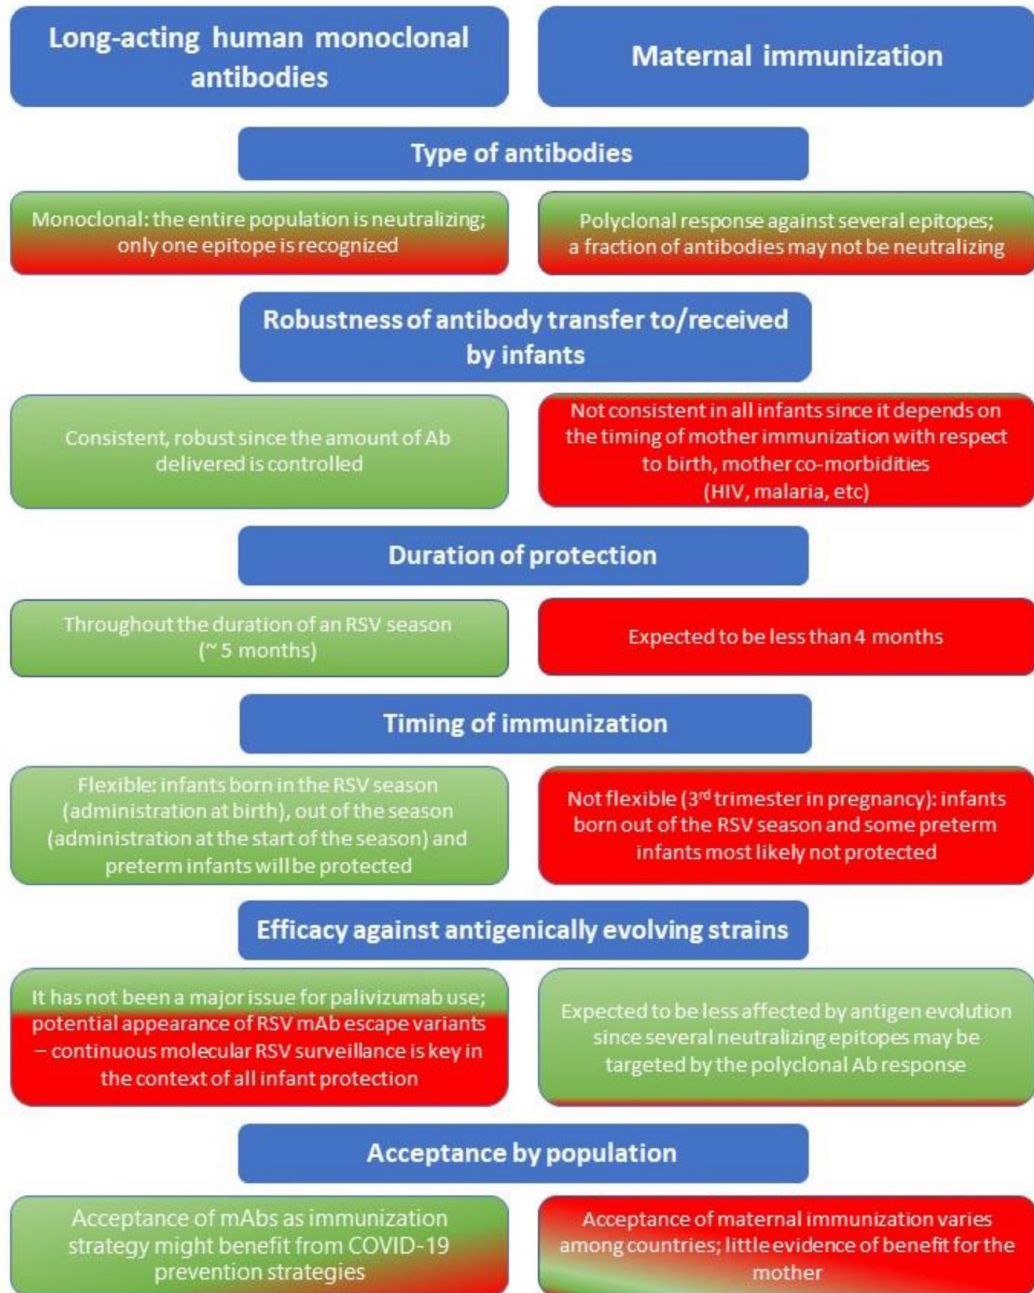 Long-acting human monoclonal
antibodies
Maternal immunization
Type of antibodies
Monoclonal: the entire population is neutralizing;
only one epitope is recognized
Polyclonal response against several epitopes;
a fraction of antibodies may not be neutralizing
Robustness of antibody transfer to/received
by infants
Consistent, robust since the amount of Ab
delivered is controlled
Not consistent in all infants since it depends on
the timing of mother immunization with respect
to birth, mother co-morbidities
(HIV, malaria, etc)
Duration of protection
Throughout the duration of an RSV season
(~ 5 months)
Expected to be less than 4 months
Timing of immunization
Flexible: infants born in the RSV season
(administration at birth), out of the season
(administration at the start of the season) and
preterm infants will be protected
Not flexible (3rd trimester in pregnancy): infants
born out of the RSV season and some preterm
infants most likely not protected
Efficacy against antigenically evolving strains
It has not been a major issue for palivizumab use;
potential appearance of RSV mAb escape variants
– continuous molecular RSV surveillance is key in
the context of all infant protection
Expected to be less affected by antigen evolution
since several neutralizing epitopes may be
targeted by the polyclonal Ab response
Acceptance by population
Acceptance of mAbs as immunization
strategy might benefit from COVID-19
prevention strategies
Acceptance of maternal immunization varies
among countries; little evidence of benefit for the
mother